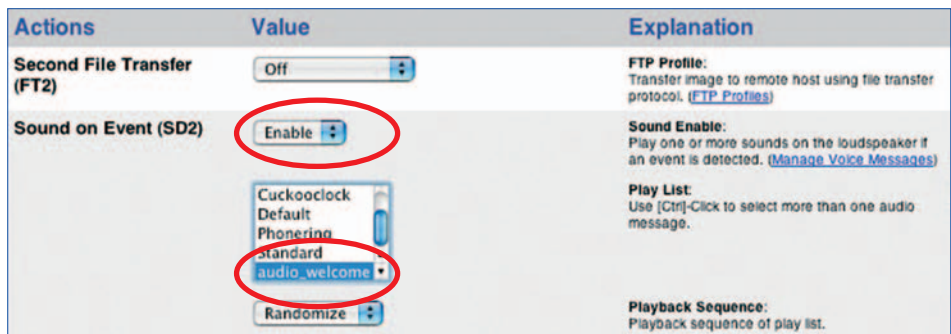 Actions Value Explanation
Second File Transfer
(FT2)
Off
FTP Profile:
Transfer image to remote host using file transfer
protocol. (FTP Profiles)
Sound on Event (SD2)
Enable
Sound Enable:
Play one or more sounds on the loudspeaker if
an event is detected. (Manage Voice Messages)
Cuckooclock
Default
Phonering
Standard
audio_welcome
Play List:
Use [Ctrl]-Click to select more than one audio
message.
Randomize
Playback Sequence:
Playback sequence of play list.